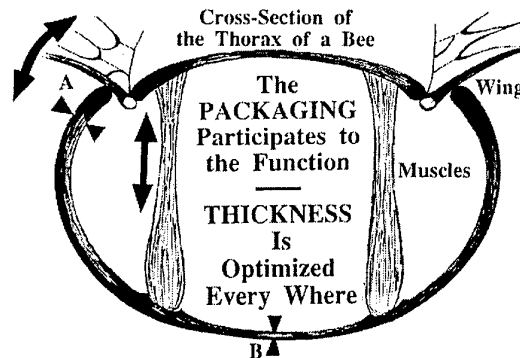 Cross-Section of
the Thorax of a Bee
A
The
PACKAGING
Participates to
the Function
Wing
Muscles
THICKNESS
Is
Optimized
Every Where
B